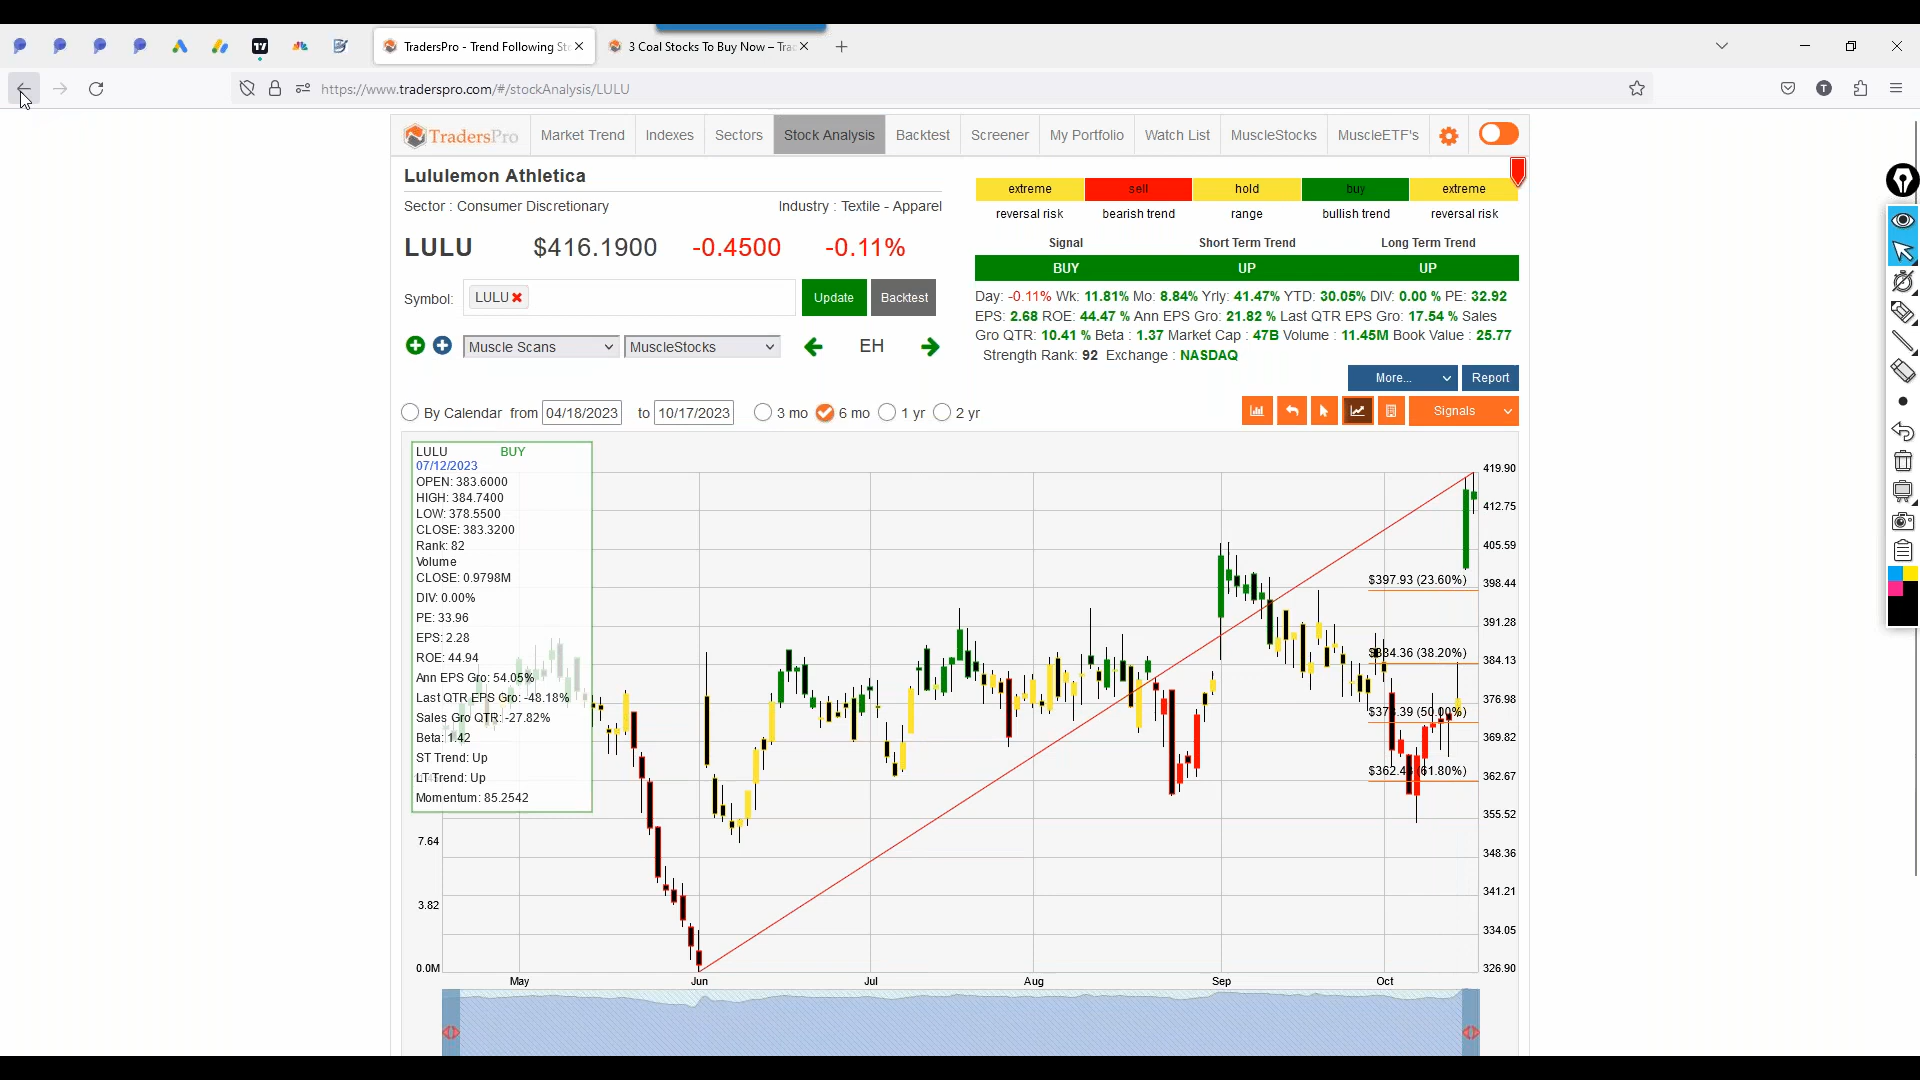 TradersPro - Trend Following Sto
3 Coal Stocks To Buy Now – Trad
https://www.traderspro.com/#/stockAnalysis/LULU
TradersPro
Market Trend
Indexes
Sectors
Stock Analysis
Backtest
Screener
My Portfolio
Watch List
MuscleStocks
MuscleETF's
Lululemon Athletica
Sector : Consumer Discretionary
Industry : Textile - Apparel
LULU $416.1900 -0.4500 -0.11%
Symbol: LULU
Update
Backtest
Muscle Scans
MuscleStocks
EH
extreme sell hold buy extreme
reversal risk bearish trend range bullish trend reversal risk
Signal Short Term Trend Long Term Trend
BUY UP UP
Day: -0.11% Wk: 11.81% Mo: 8.84% Yrly: 41.47% YTD: 30.05% DIV: 0.00 % PE: 32.92
EPS: 2.68 ROE: 44.47 % Ann EPS Gro: 21.82 % Last QTR EPS Gro: 17.54 % Sales
Gro QTR: 10.41 % Beta : 1.37 Market Cap : 47B Volume : 11.45M Book Value : 25.77
Strength Rank: 92 Exchange : NASDAQ
More...
Report
By Calendar from 04/18/2023 to 10/17/2023
3 mo 6 mo 1 yr 2 yr
Signals
LULU BUY
07/12/2023
OPEN: 383.6000
HIGH: 384.7400
LOW: 378.5500
CLOSE: 383.3200
Rank: 82
Volume
CLOSE: 0.9798M
DIV: 0.00%
PE: 33.96
EPS: 2.28
ROE: 44.94
Ann EPS Gro: 54.05%
Last QTR EPS Gro: -48.18%
Sales Gro QTR: -27.82%
Beta: 1.42
ST Trend: Up
LT Trend: Up
Momentum: 85.2542
7.64
3.82
0.0M
419.90
412.75
405.59
398.44
391.28
384.13
376.98
369.82
362.67
355.52
348.36
341.21
334.05
326.90
$397.93 (23.60%)
(38.20%)
(50.00%)
(61.80%)
May Jun Jul Aug Sep Oct